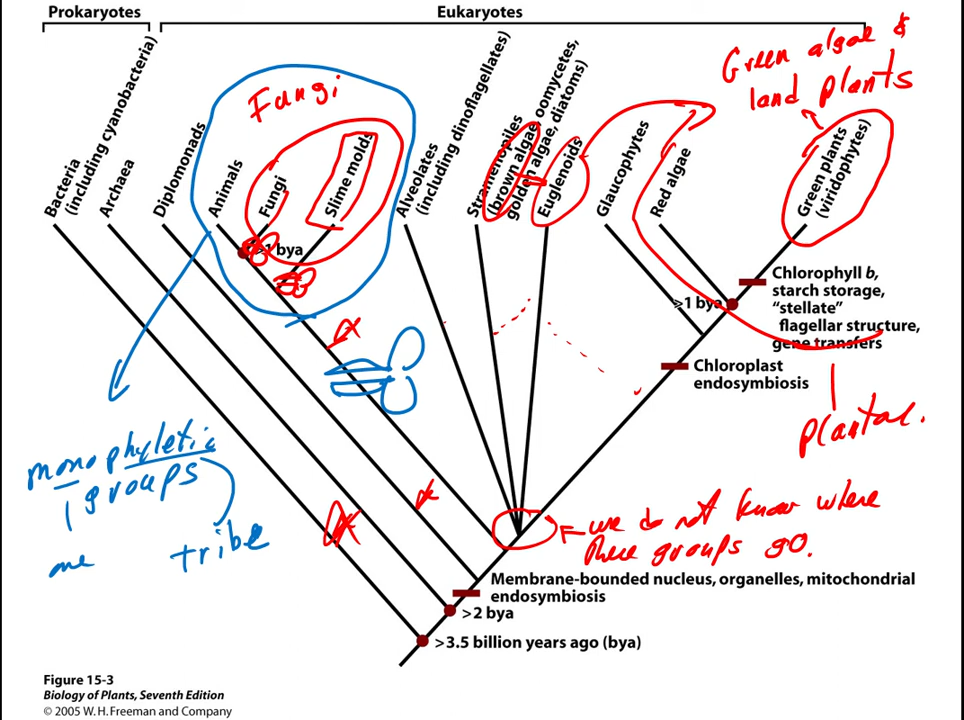 Prokaryotes
Eukaryotes
Bacteria
(including cyanobacteria)
Archaea
Diplomonads
Animals
Fungi
Slime molds
Alveolates
(including dinoflagellates)
Stramenopiles
(brown algae, oomycetes,
golden algae, diatoms)
Euglenoids
Glaucophytes
Red algae
Green plants
(viridophytes)
Fungi
Green algae &
land plants
>1 bya
>1 bya
Chlorophyll b,
starch storage,
"stellate"
flagellar structure,
gene transfers
Chloroplast
endosymbiosis
plantae.
monophyletic
groups
one
tribe
we do not know where
these groups go.
Membrane-bounded nucleus, organelles, mitochondrial
endosymbiosis
>2 bya
>3.5 billion years ago (bya)
Figure 15-3
Biology of Plants, Seventh Edition
© 2005 W. H. Freeman and Company